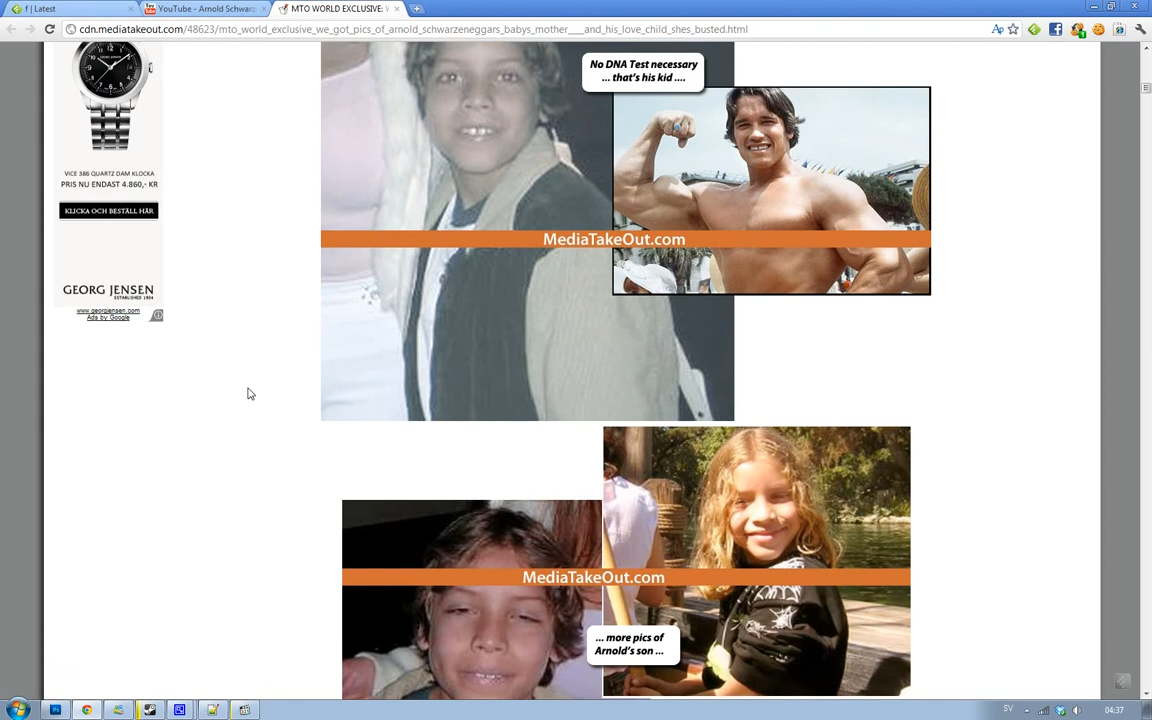 f | Latest
YouTube - Arnold Schwarz
MTO WORLD EXCLUSIVE: W
cdn.mediatakeout.com/48623/mto_world_exclusive_we_got_pics_of_arnold_schwarzeneggars_babys_mother___and_his_love_child_shes_busted.html
No DNA Test necessary
... that's his kid ....
MediaTakeOut.com
VICE 386 QUARTZ DAM KLOCKA
PRIS NU ENDAST 4.860,- KR
KLICKA OCH BESTÄLL HÄR
GEORG JENSEN
ESTABLISHED 1904
www.georgjensen.com
Ads by Google
MediaTakeOut.com
... more pics of
Arnold's son ...
SV
04:37